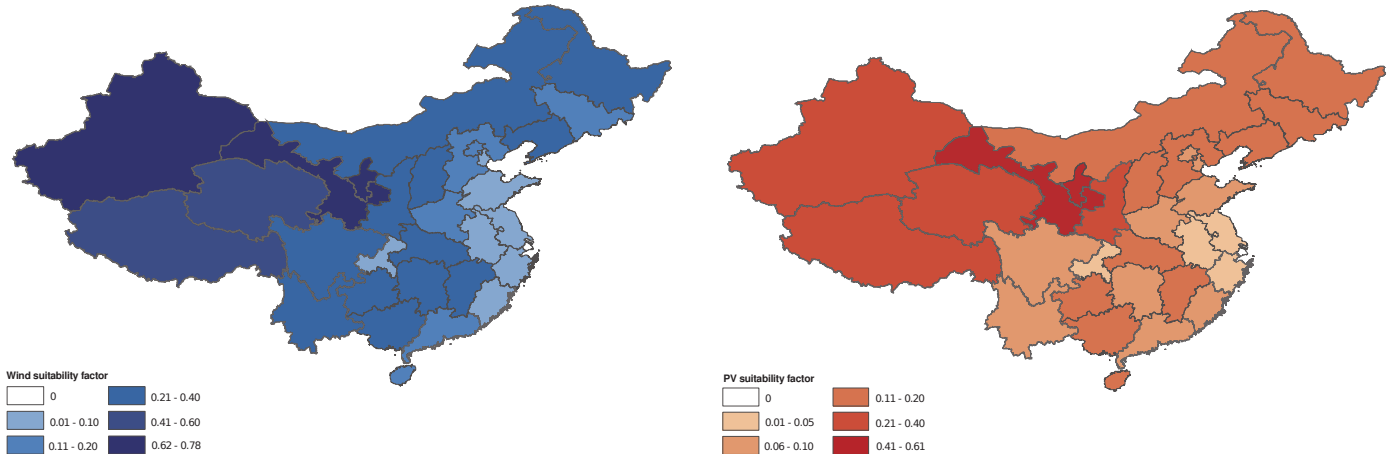 Wind suitability factor
0
0.01 - 0.10
0.11 - 0.20
0.21 - 0.40
0.41 - 0.60
0.62 - 0.78
PV suitability factor
0
0.01 - 0.05
0.06 - 0.10
0.11 - 0.20
0.21 - 0.40
0.41 - 0.61